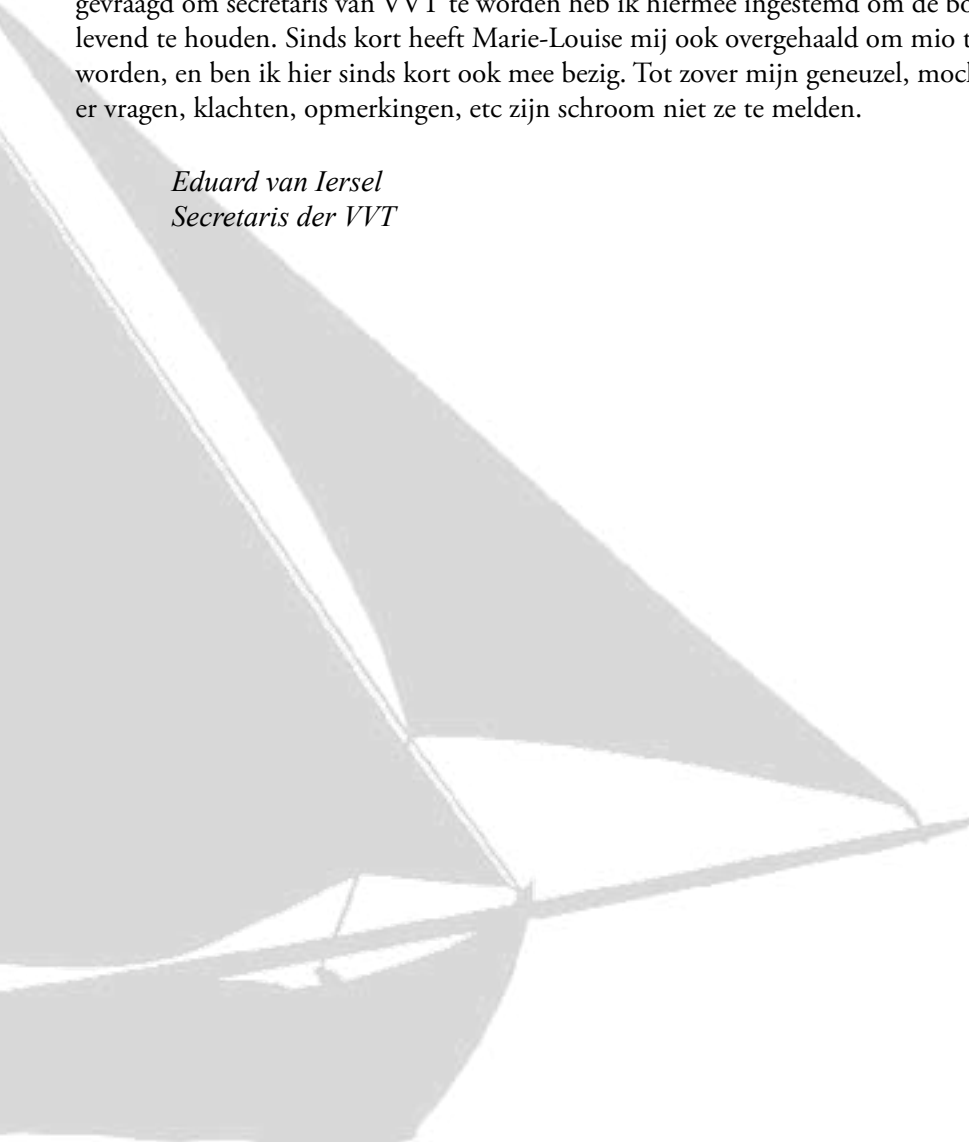 gevraagd om secretaris van VVT te worden heb ik hiermee ingestemd om de
levend te houden. Sinds kort heeft Marie-Louise mij ook overgehaald om mio
worden, en ben ik hier sinds kort ook mee bezig. Tot zover mijn geneuzel,
er vragen, klachten, opmerkingen, etc zijn schroom niet ze te melden.
Eduard van Iersel
Secretaris der VVT